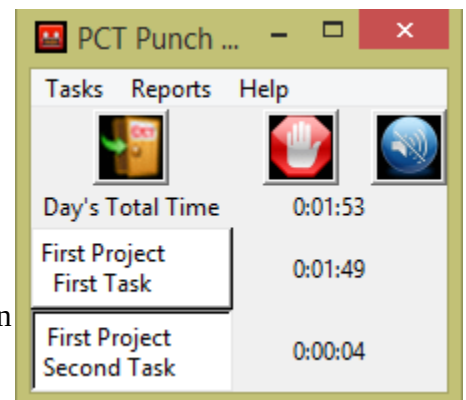 PCT Punch ...
Tasks Reports Help
EXIT
Day's Total Time 0:01:53
First Project
First Task
0:01:49
n
First Project
Second Task
0:00:04